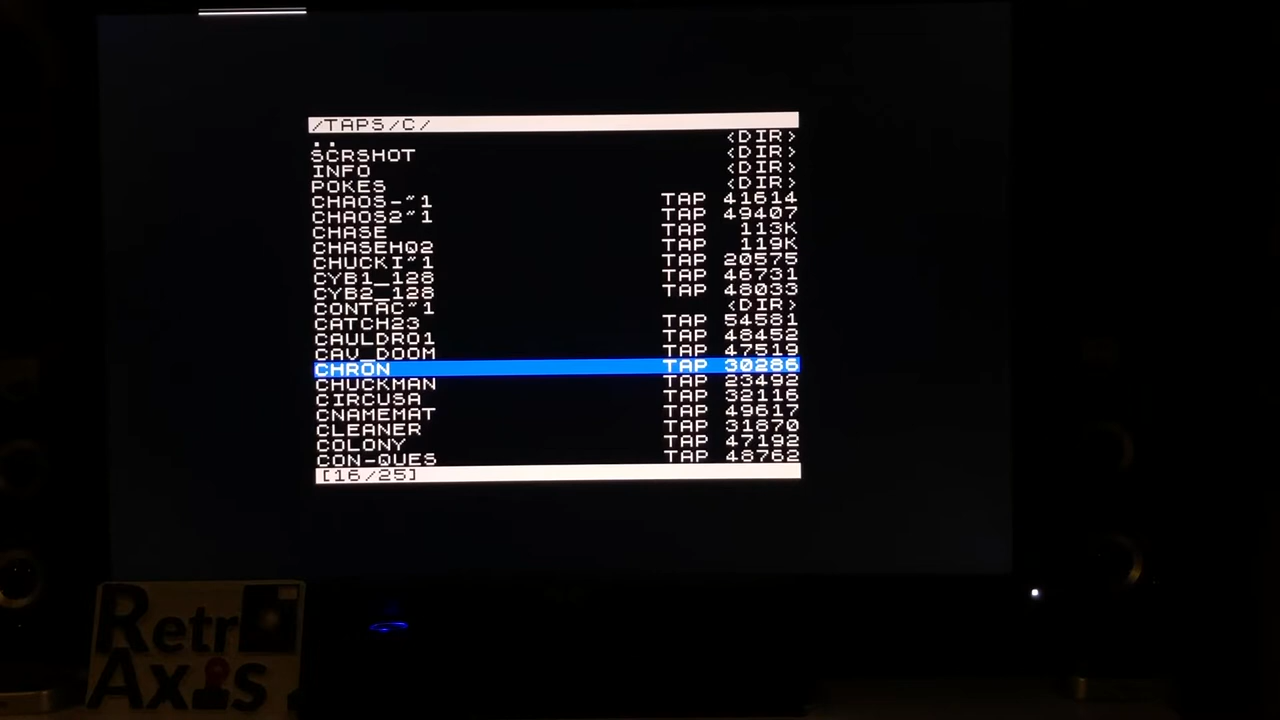 /TAPS/C/
.. <DIR>
SCRSHOT <DIR>
INFO <DIR>
POKES <DIR>
CHAOS-~1 TAP 41614
CHAOS2~1 TAP 49407
CHASE TAP 113K
CHASEHQ2 TAP 119K
CHUCKI~1 TAP 20575
CYB1_128 TAP 46731
CYB2_128 TAP 48033
CONTAC~1 <DIR>
CATCH23 TAP 54581
CAULDRO1 TAP 48452
CAV_DOOM TAP 47519
CHRON TAP 30286
CHUCKMAN TAP 23492
CIRCUSA TAP 32116
CNAMEMAT TAP 49617
CLEANER TAP 31870
COLONY TAP 47192
CON-QUES TAP 48762
[16/25]
Retr
Axis